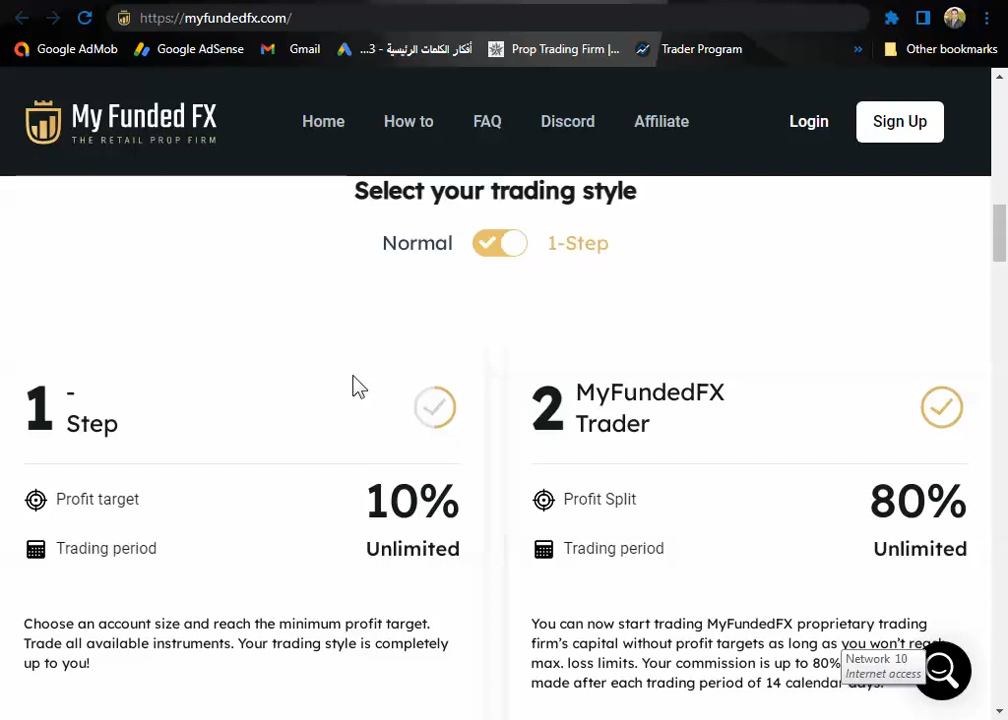 https://myfundedfx.com/
Google AdMob
Google AdSense
Gmail
أفكار الكلمات الرئيسية - 3...
Prop Trading Firm |...
Trader Program
»
Other bookmarks
My Funded FX
THE RETAIL PROP FIRM
Home
How to
FAQ
Discord
Affiliate
Login
Sign Up
Select your trading style
Normal
1-Step
1
-
Step
Profit target
10%
Trading period
Unlimited
Choose an account size and reach the minimum profit target.
Trade all available instruments. Your trading style is completely
up to you!
2
MyFundedFX
Trader
Profit Split
80%
Trading period
Unlimited
You can now start trading MyFundedFX proprietary trading
firm's capital without profit targets as long as you won't
max. loss limits. Your commission is up to 80%
made after each trading period of 14 calendar days.
Network 10
Internet access